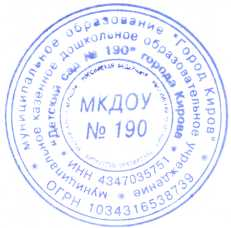 муниципальное образование "Город Киров"
ОГРН 1034316538739
муниципальное казенное дошкольное образовательное учреждение
"Детский сад № 190" города Кирова
ИНН 4347035751
МКДОУ
№ 190